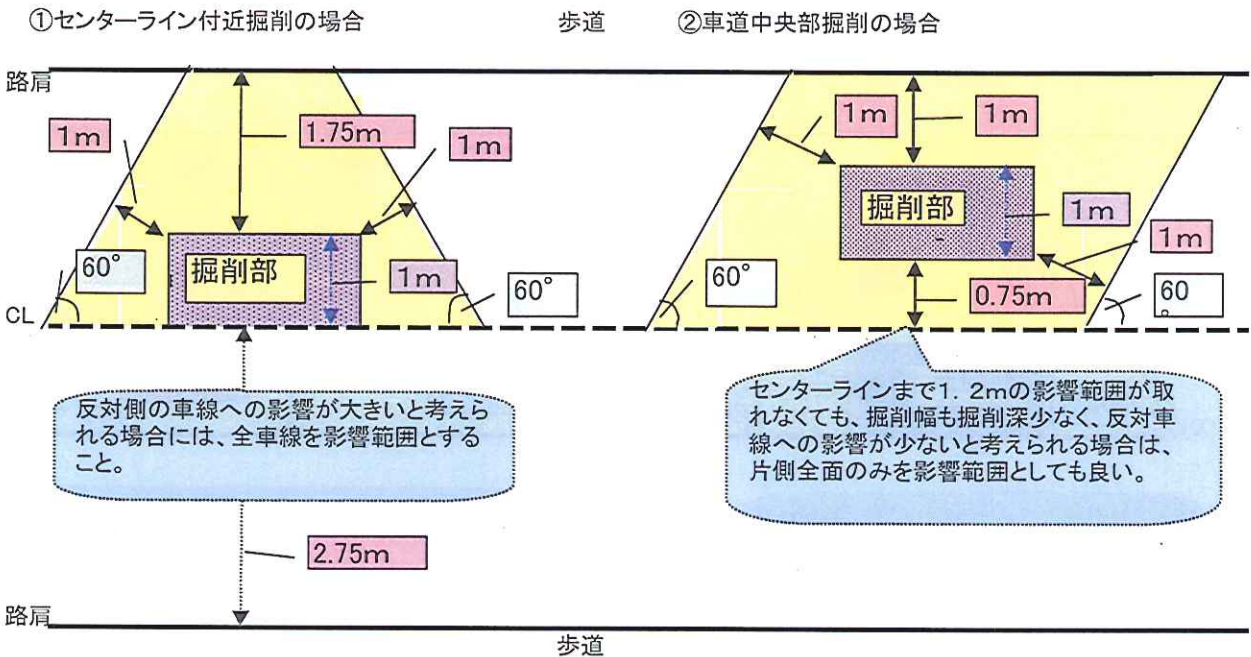 ①センターライン付近掘削の場合
歩道
②車道中央部掘削の場合
路肩
1m
1.75m
1m
掘削部
1m
60°
60°
CL
1m
1m
掘削部
1m
1m
60°
0.75m
60°
反対側の車線への影響が大きいと考えら
れる場合には、全車線を影響範囲とする
こと。
センターラインまで1．2mの影響範囲が取
れなくても、掘削幅も掘削深少なく、反対車
線への影響が少ないと考えられる場合は、
片側全面のみを影響範囲としても良い。
2.75m
路肩
歩道